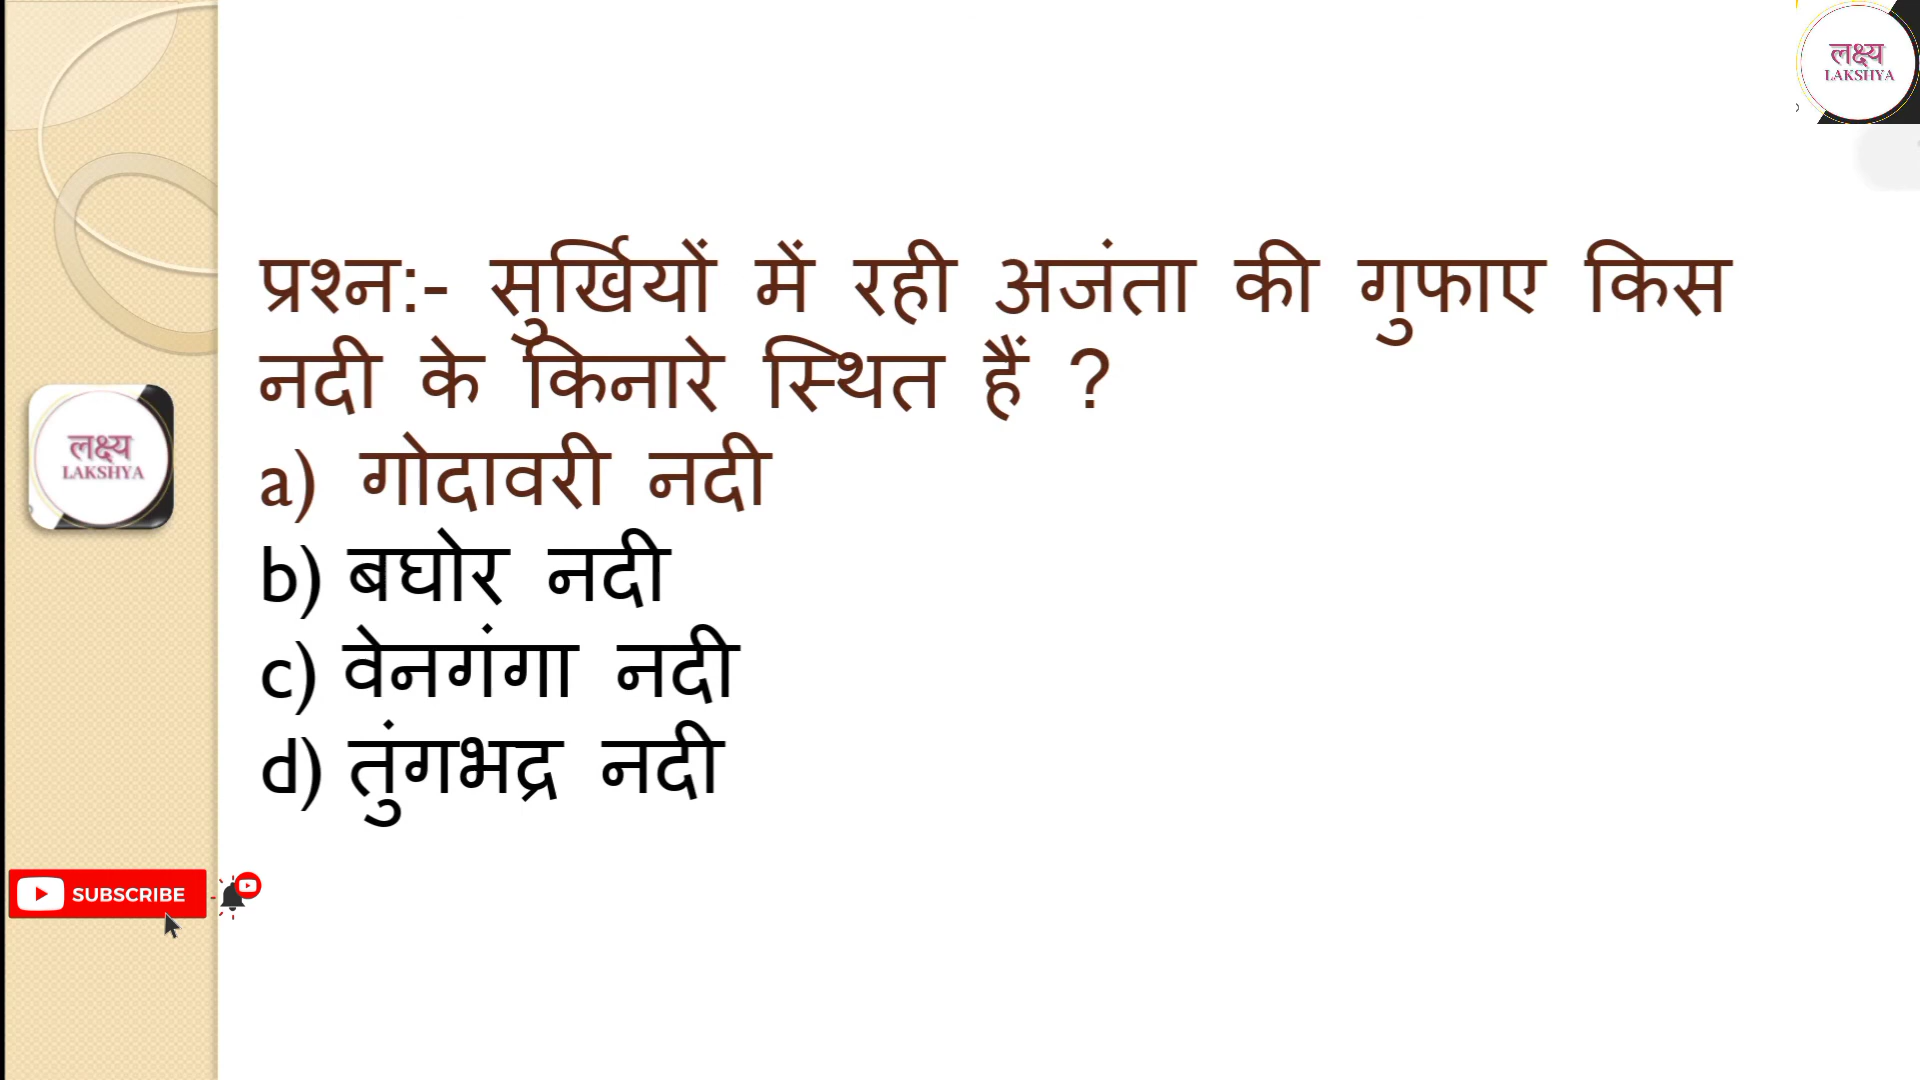 लक्ष्य
LAKSHYA
प्रश्न:- सुर्खियों में रही अजंता की गुफाए किस
नदी के किनारे स्थित हैं ?
a) गोदावरी नदी
b) बघोर नदी
c) वेनगंगा नदी
d) तुंगभद्र नदी
लक्ष्य
LAKSHYA
SUBSCRIBE